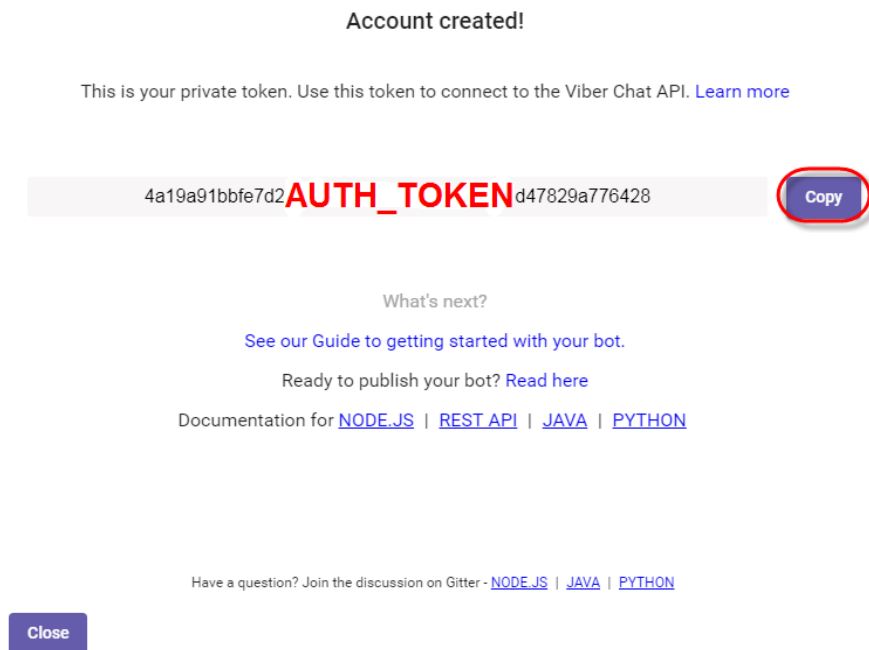 Account created!
This is your private token. Use this token to connect to the Viber Chat API. Learn more
4a19a91bbfe7d2AUTH_TOKENd47829a776428 Copy
What's next?
See our Guide to getting started with your bot.
Ready to publish your bot? Read here
Documentation for NODE.JS | REST API | JAVA | PYTHON
Have a question? Join the discussion on Gitter - NODE.JS | JAVA | PYTHON
Close